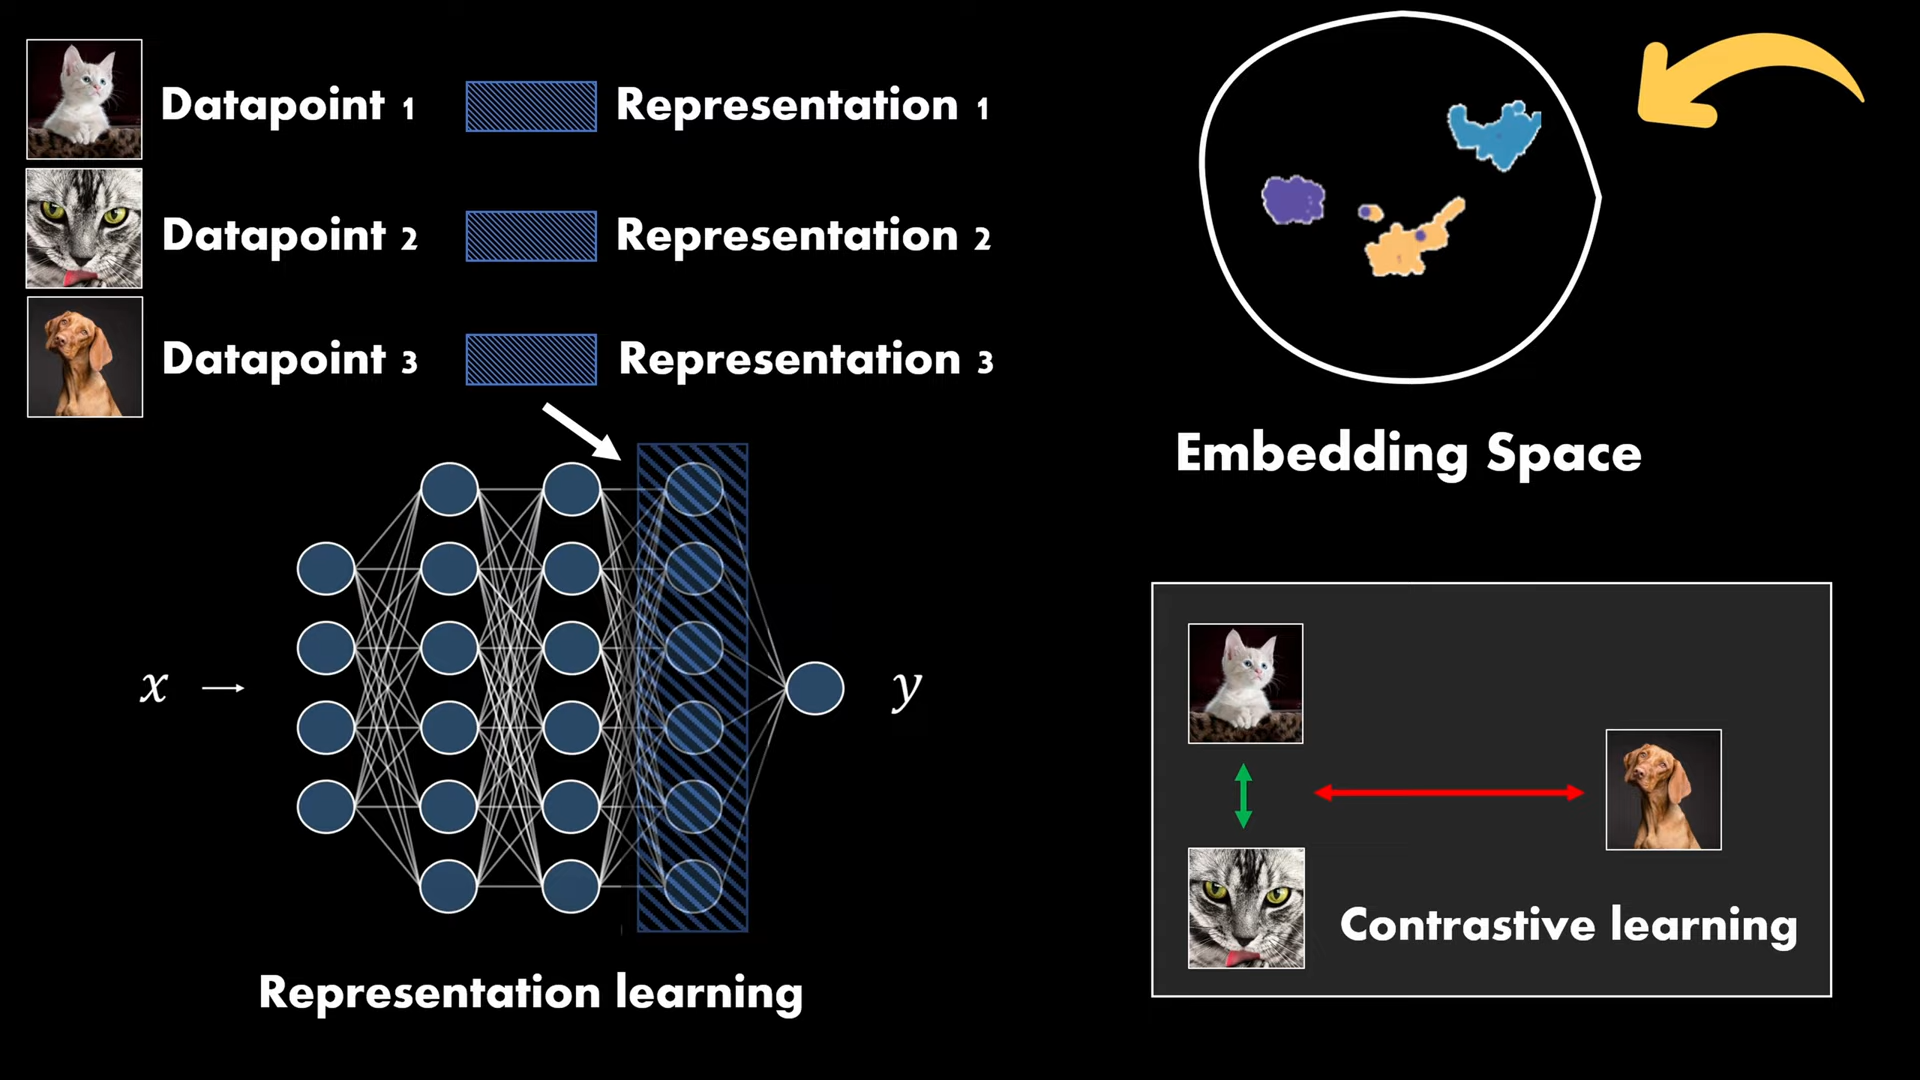 Datapoint 1
Representation 1
Datapoint 2
Representation 2
Datapoint 3
Representation 3
Embedding Space
x →
y
Contrastive learning
Representation learning